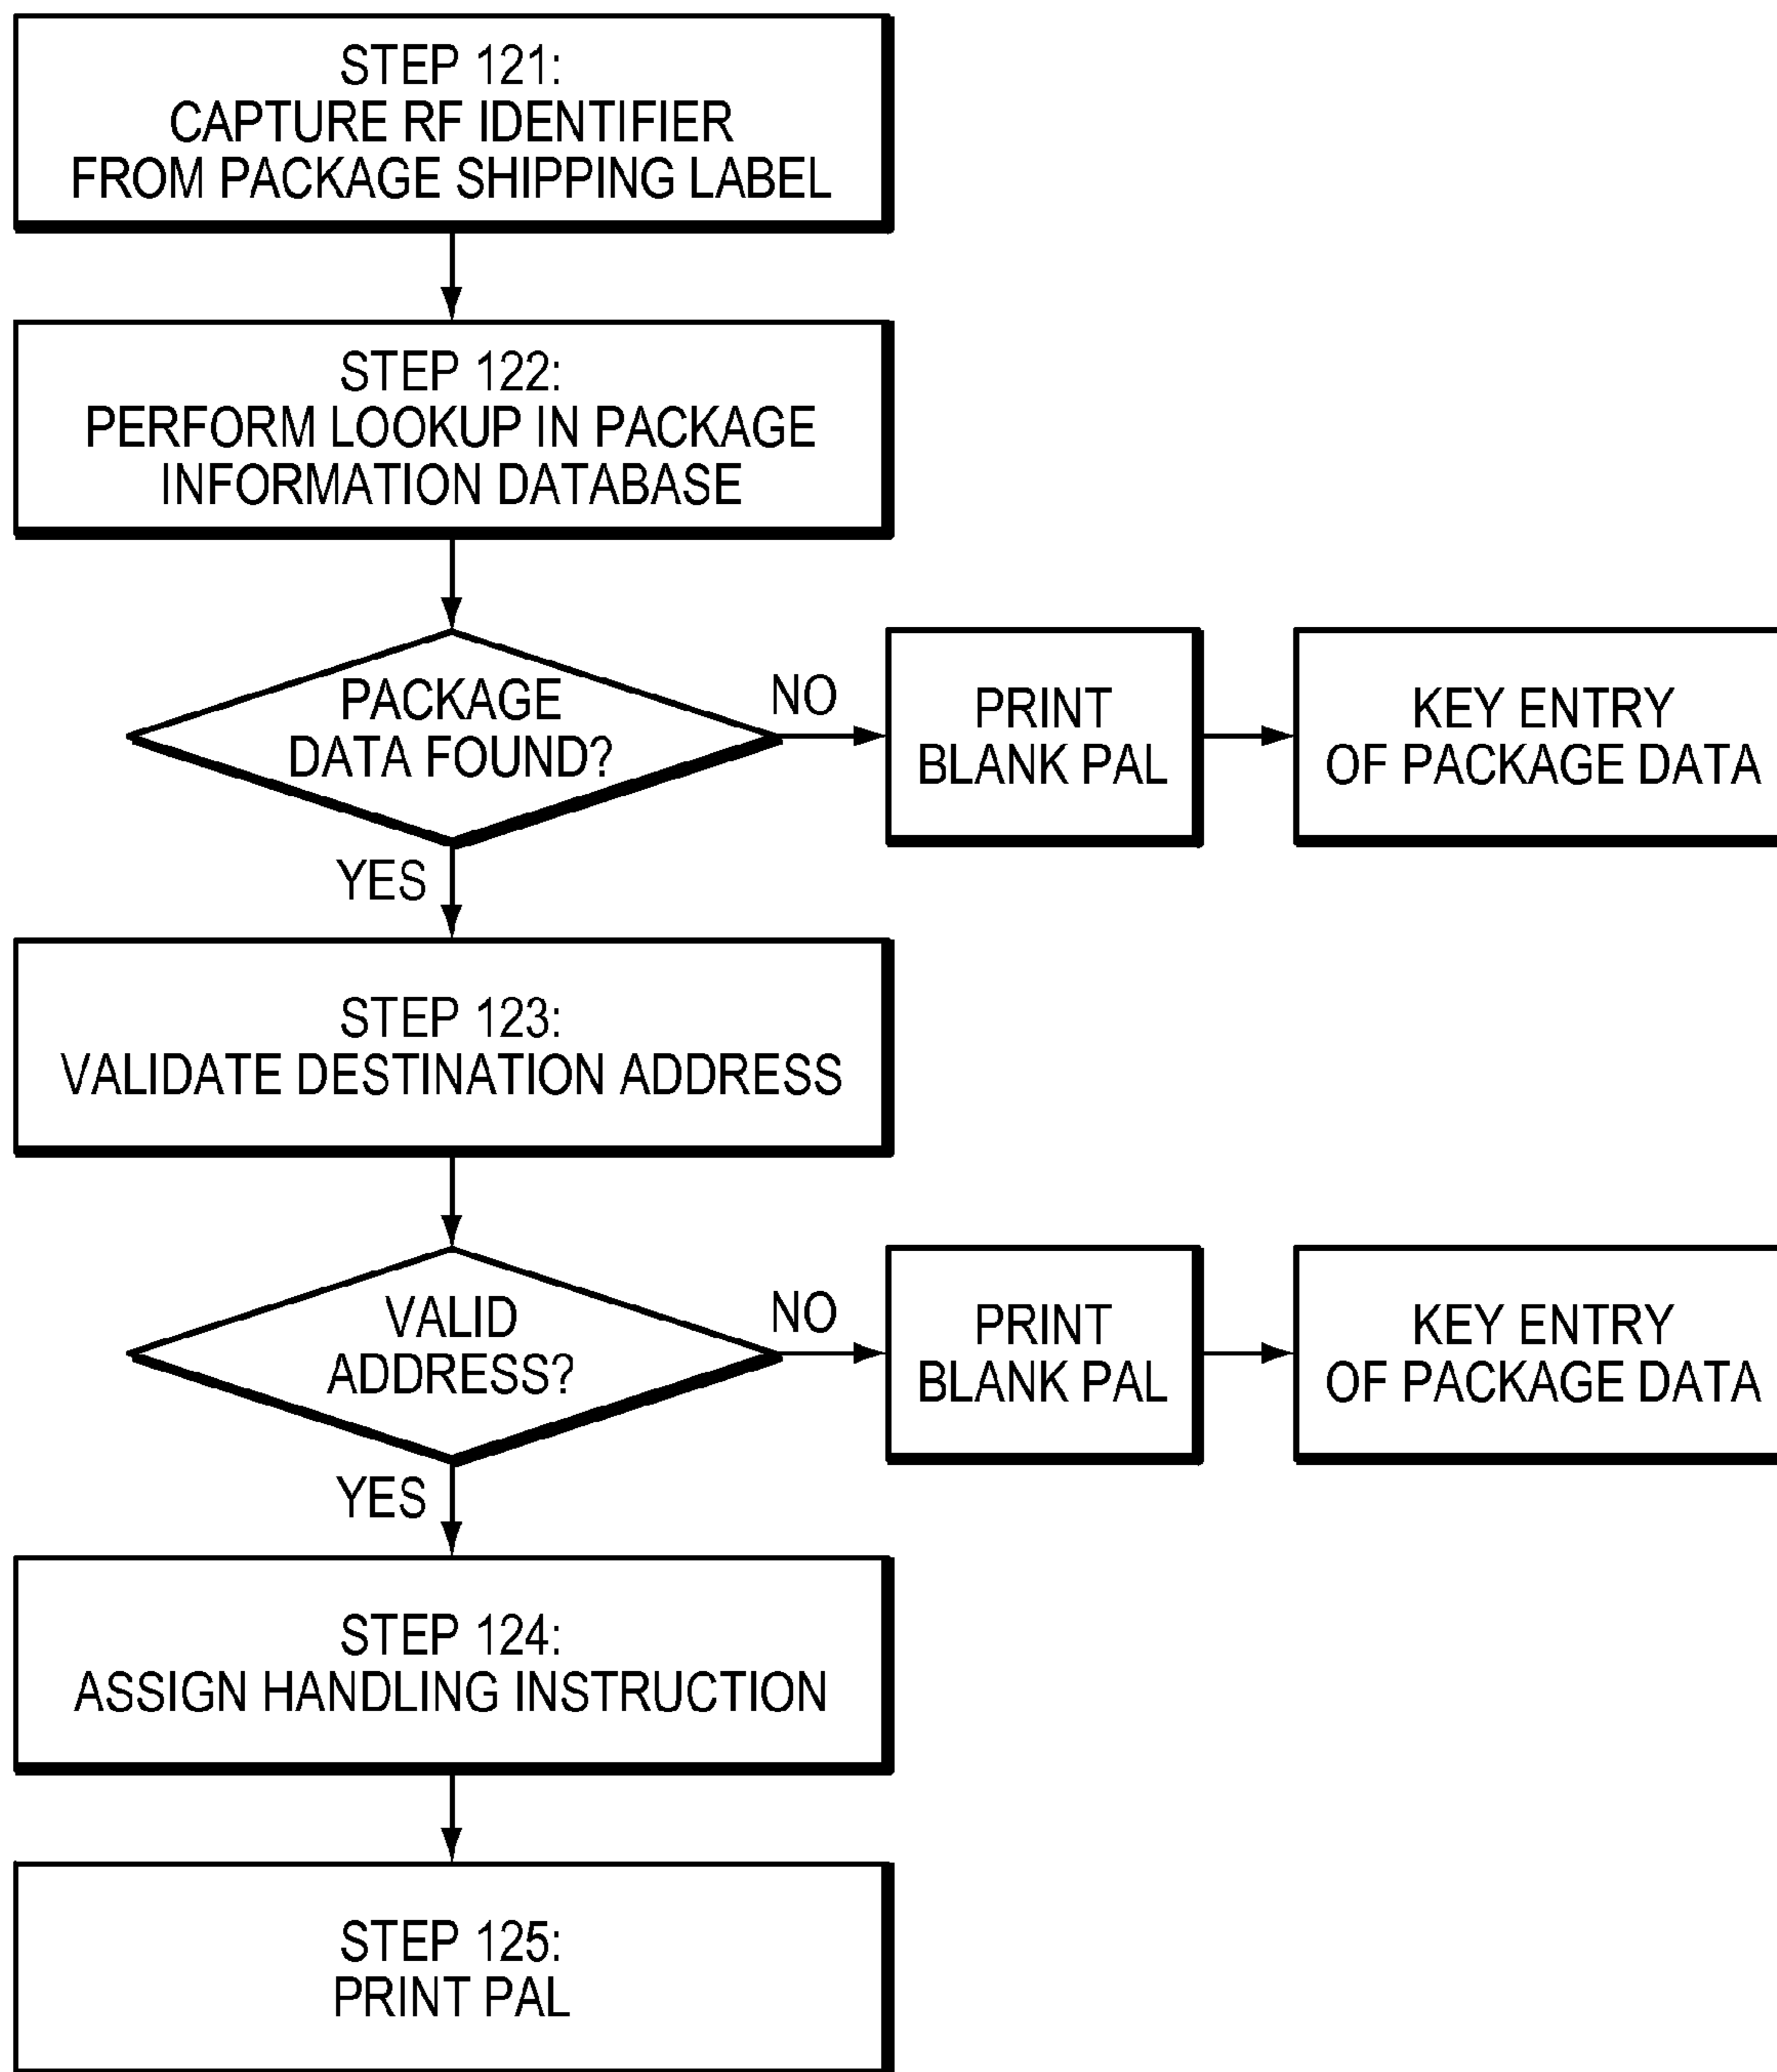 STEP 121:
CAPTURE RF IDENTIFIER
FROM PACKAGE SHIPPING LABEL
STEP 122:
PERFORM LOOKUP IN PACKAGE
INFORMATION DATABASE
PACKAGE
DATA FOUND?
NO
PRINT
BLANK PAL
KEY ENTRY
OF PACKAGE DATA
YES
STEP 123:
VALIDATE DESTINATION ADDRESS
VALID
ADDRESS?
NO
PRINT
BLANK PAL
KEY ENTRY
OF PACKAGE DATA
YES
STEP 124:
ASSIGN HANDLING INSTRUCTION
STEP 125:
PRINT PAL